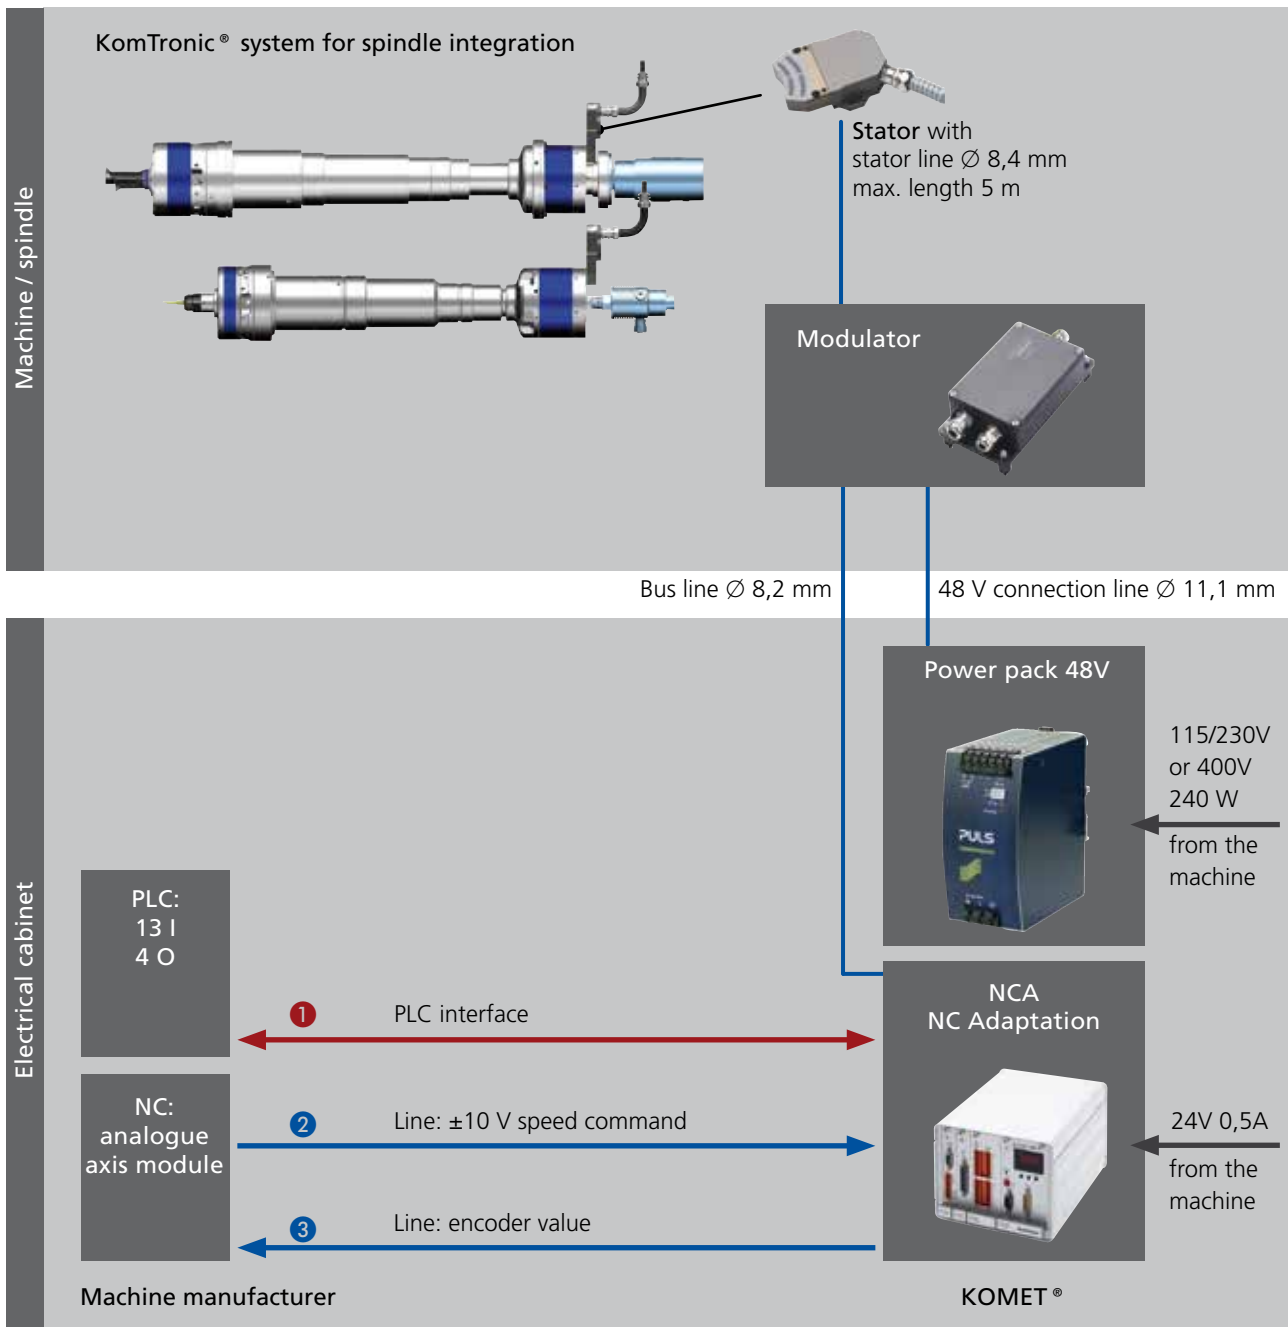 KomTronic® system for spindle integration
Stator with
stator line ∅ 8,4 mm
max. length 5 m
Machine / spindle
Modulator
Bus line ∅ 8,2 mm
48 V connection line ∅ 11,1 mm
Power pack 48V
PULS
115/230V
or 400V
240 W
from the
machine
Electrical cabinet
PLC:
13 I
4 O
1 PLC interface
NCA
NC Adaptation
NC:
analogue
axis module
2 Line: ±10 V speed command
24V 0,5A
from the
machine
3 Line: encoder value
Machine manufacturer
KOMET®